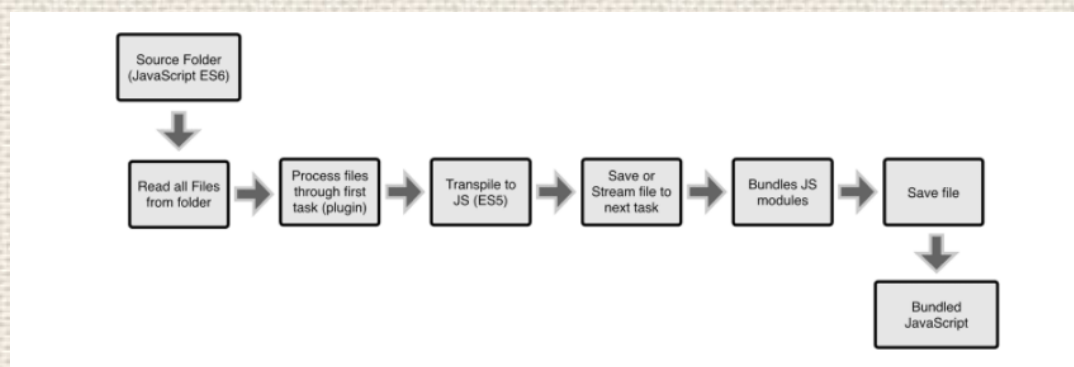 Source Folder
(JavaScript ES6)
Read all Files
from folder
Process files
through first
task (plugin)
Transpile to
JS (ES5)
Save or
Stream file to
next task
Bundles JS
modules
Save file
Bundled
JavaScript